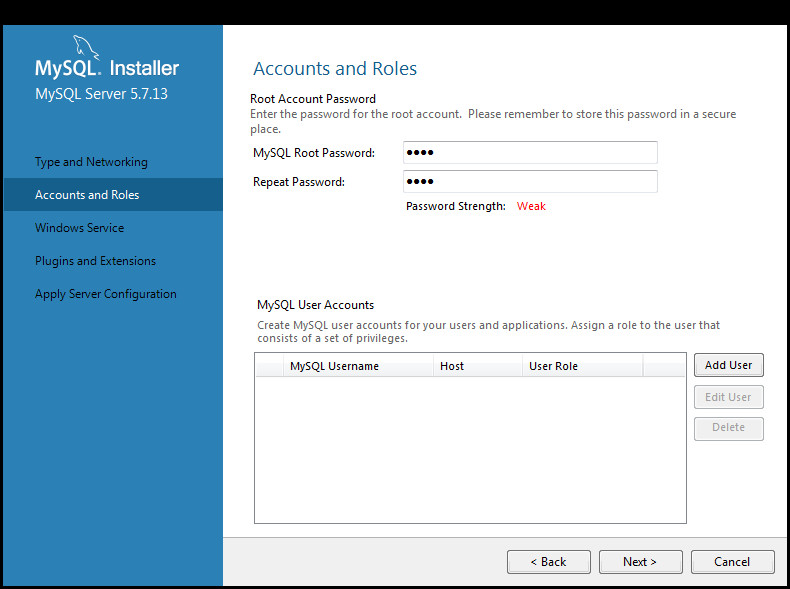 MySQL. Installer
MySQL Server 5.7.13
Type and Networking
Accounts and Roles
Windows Service
Plugins and Extensions
Apply Server Configuration
Accounts and Roles
Root Account Password
Enter the password for the root account. Please remember to store this password in a secure
place.
MySQL Root Password: ●●●●
Repeat Password: ●●●●
Password Strength: Weak
MySQL User Accounts
Create MySQL user accounts for your users and applications. Assign a role to the user that
consists of a set of privileges.
MySQL Username Host User Role
Add User
Edit User
Delete
< Back Next > Cancel